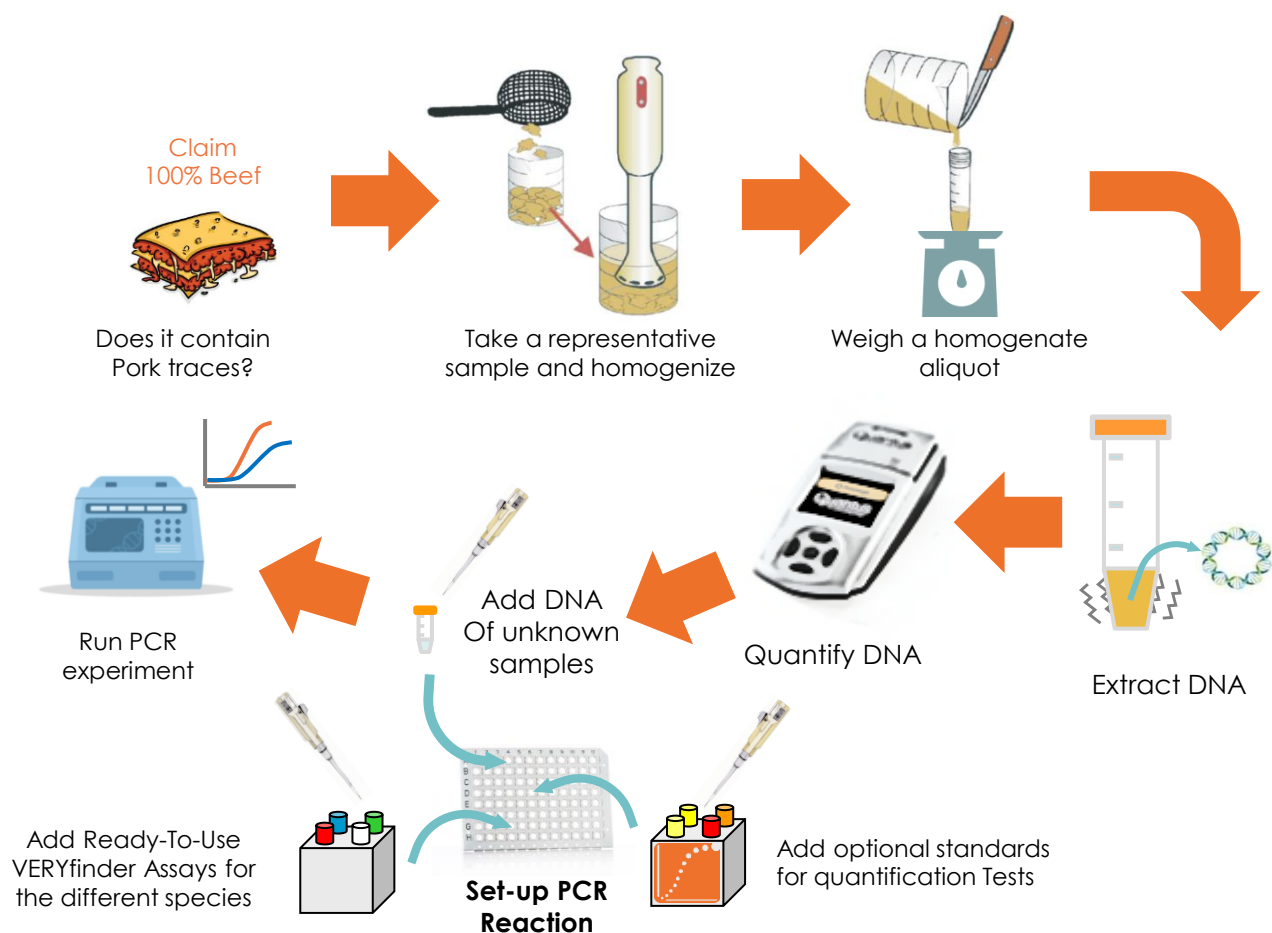 Claim
100% Beef
Does it contain
Pork traces?
Take a representative
sample and homogenize
Weigh a homogenate
aliquot
Extract DNA
Quantify DNA
Add DNA
Of unknown
samples
Run PCR
experiment
Add Ready-To-Use
VERYfinder Assays for
the different species
Set-up PCR
Reaction
Add optional standards
for quantification Tests